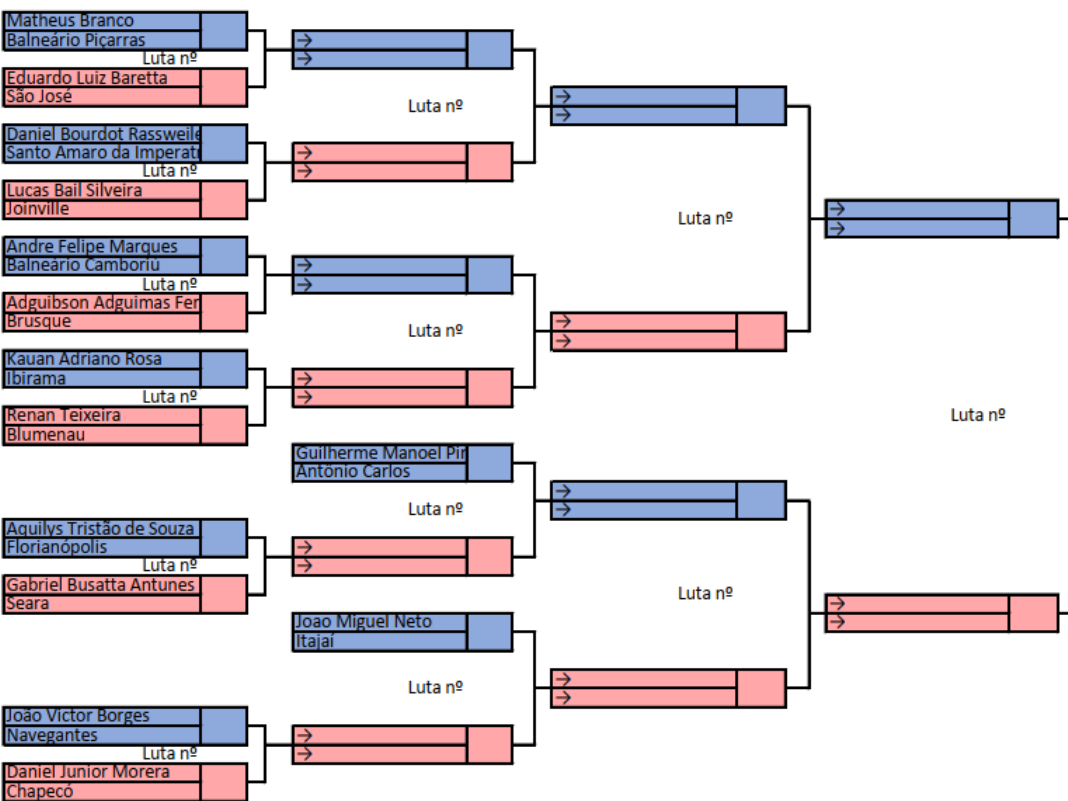 Matheus Branco
Balneário Piçarras
Luta nº
Eduardo Luiz Baretta
São José
Daniel Bourdot Rassweile
Santo Amaro da Imperat
Luta nº
Lucas Bail Silveira
Joinville
Andre Felipe Marques
Balneário Camboriú
Luta nº
Adguibson Adguimas Fer
Brusque
Kauan Adriano Rosa
Ibirama
Luta nº
Renan Teixeira
Blumenau
Aquilys Tristão de Souza
Florianópolis
Luta nº
Gabriel Busatta Antunes
Seara
João Victor Borges
Navegantes
Luta nº
Daniel Junior Morera
Chapecó
→
→
Luta nº
→
→
→
→
Luta nº
→
→
Guilherme Manoel Pir
Antônio Carlos
Luta nº
→
→
Joao Miguel Neto
Itajaí
Luta nº
→
→
→
→
Luta nº
→
→
→
→
Luta nº
→
→
→
→
Luta nº
→
→